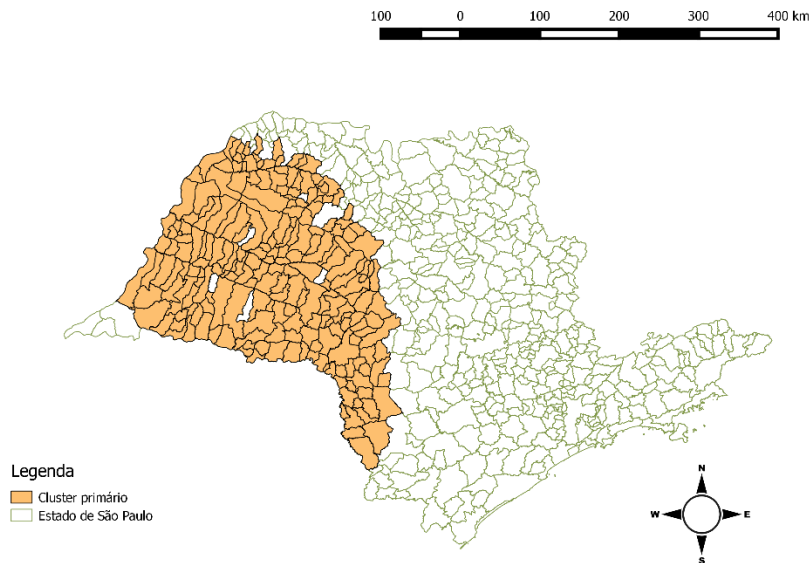 100 0 100 200 300 400 km
Legenda
Cluster primário
Estado de São Paulo
N
W E
S